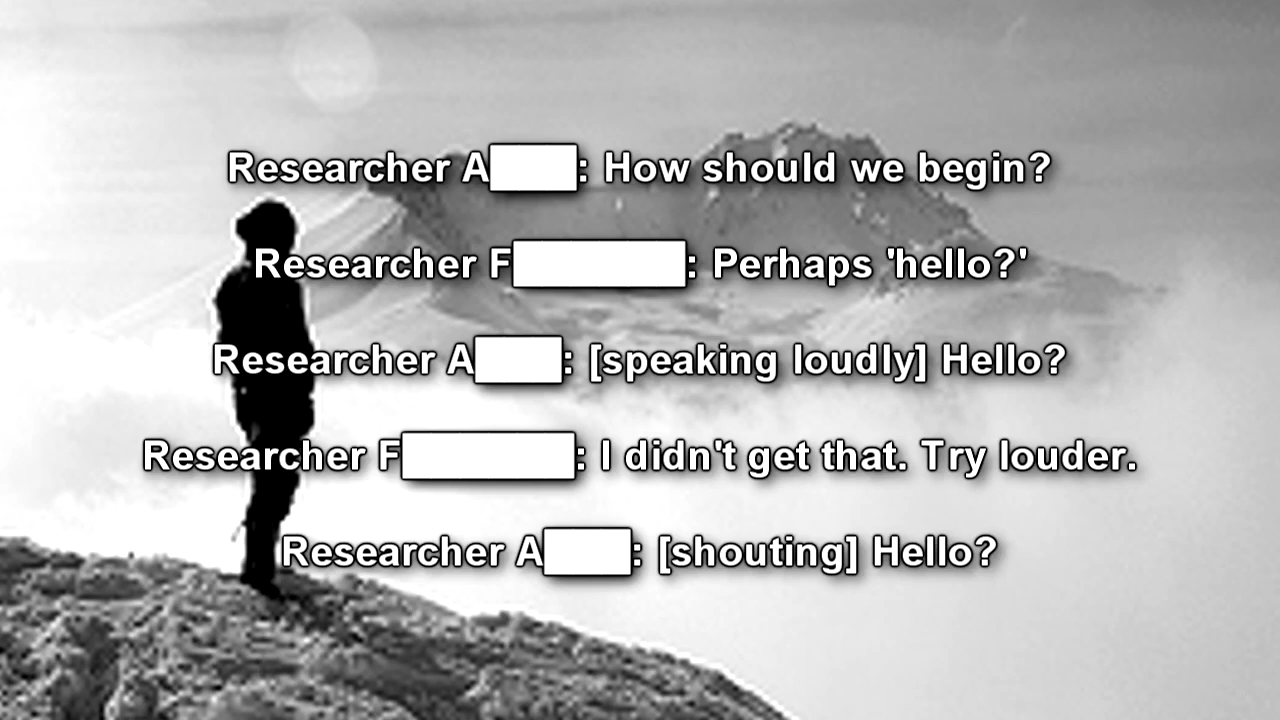 Researcher A: How should we begin?
Researcher F: Perhaps 'hello?'
Researcher A: [speaking loudly] Hello?
Researcher F: I didn't get that. Try louder.
Researcher A: [shouting] Hello?